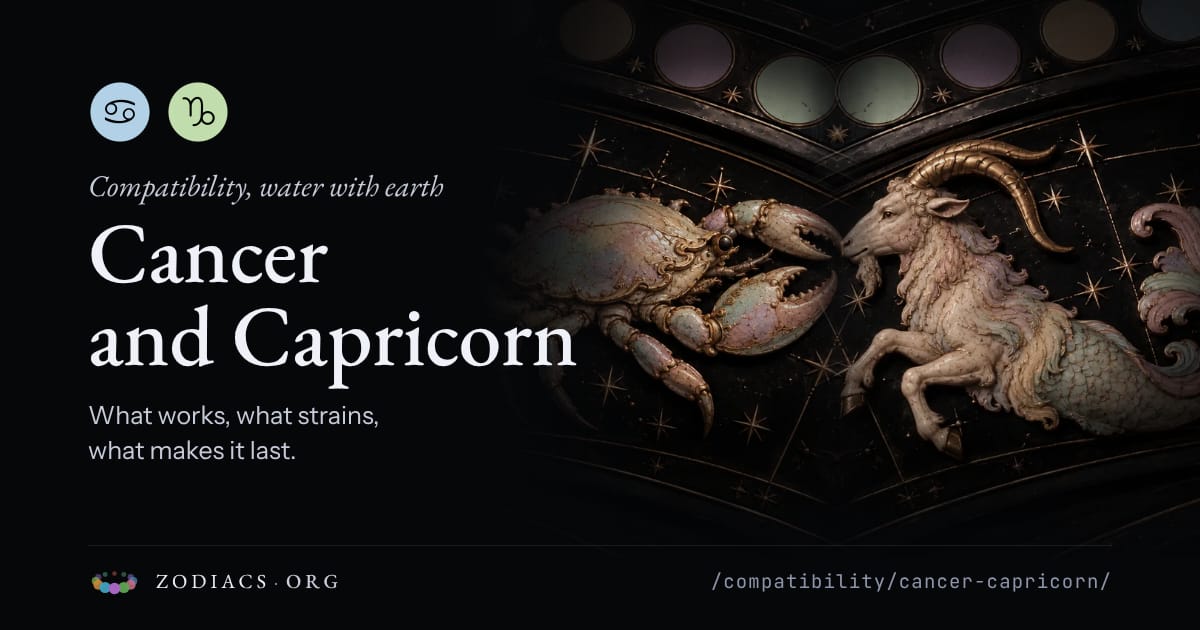 ♋ ♑
Compatibility, water with earth
Cancer
and Capricorn
What works, what strains,
what makes it last.
ZODIACS·ORG
/compatibility/cancer-capricorn/